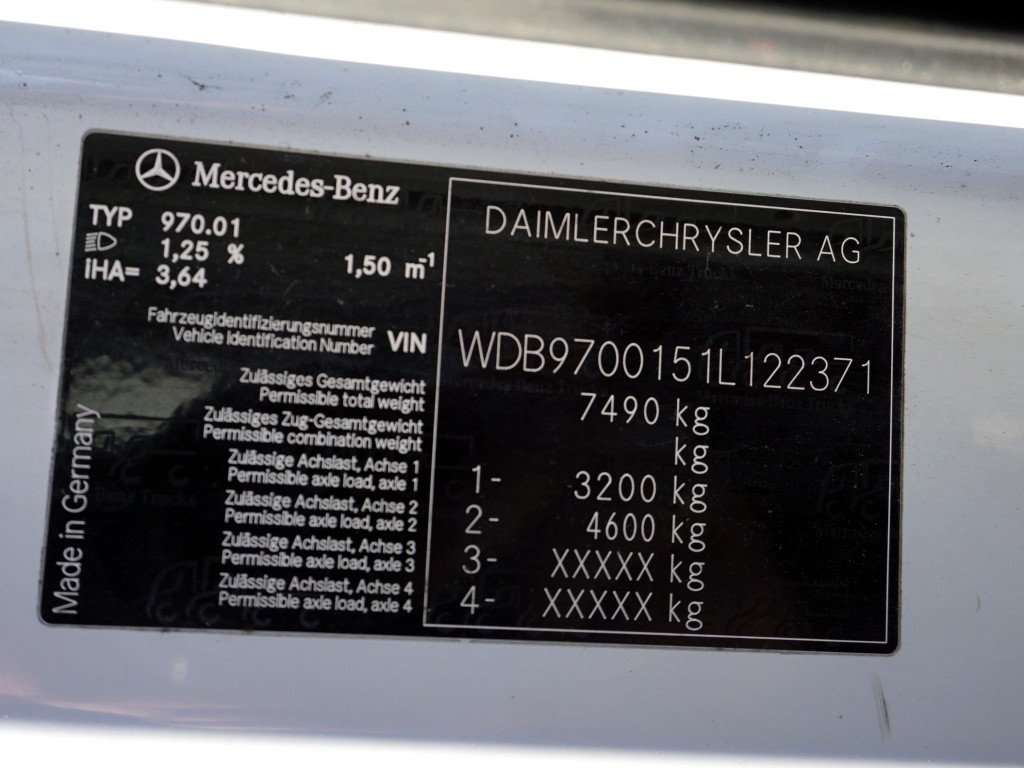 Mercedes-Benz
TYP 970.01
1,25 % 1,50 m⁻¹
iHA= 3,64
DAIMLERCHRYSLER AG
Fahrzeugidentifizierungsnummer
Vehicle Identification Number VIN WDB9700151L122371
Zulässiges Gesamtgewicht
Permissible total weight 7490 kg
Zulässiges Zug-Gesamtgewicht
Permissible combination weight kg
Zulässige Achslast, Achse 1
Permissible axle load, axle 1 1- 3200 kg
Zulässige Achslast, Achse 2
Permissible axle load, axle 2 2- 4600 kg
Zulässige Achslast, Achse 3
Permissible axle load, axle 3 3- XXXXX kg
Zulässige Achslast, Achse 4
Permissible axle load, axle 4 4- XXXXX kg
Made in Germany